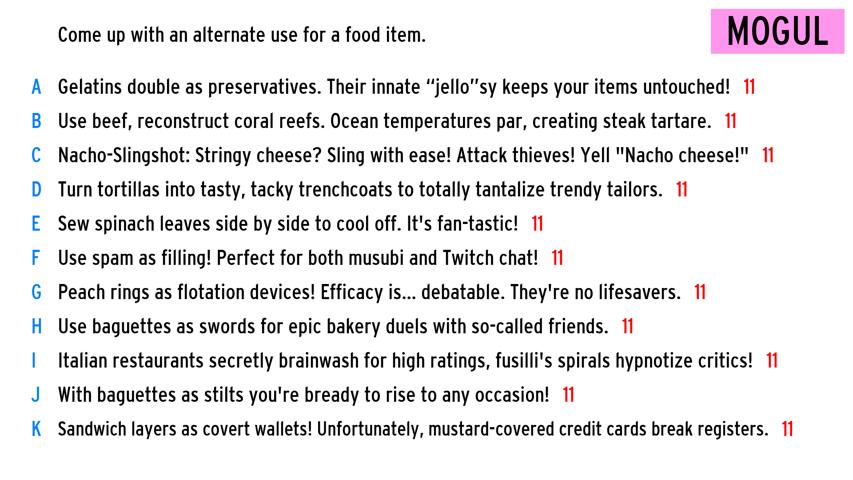 Come up with an alternate use for a food item.
MOGUL
A Gelatins double as preservatives. Their innate “jello”sy keeps your items untouched! 11
B Use beef, reconstruct coral reefs. Ocean temperatures par, creating steak tartare. 11
C Nacho-Slingshot: Stringy cheese? Sling with ease! Attack thieves! Yell "Nacho cheese!" 11
D Turn tortillas into tasty, tacky trenchcoats to totally tantalize trendy tailors. 11
E Sew spinach leaves side by side to cool off. It's fan-tastic! 11
F Use spam as filling! Perfect for both musubi and Twitch chat! 11
G Peach rings as flotation devices! Efficacy is... debatable. They're no lifesavers. 11
H Use baguettes as swords for epic bakery duels with so-called friends. 11
I Italian restaurants secretly brainwash for high ratings, fusilli's spirals hypnotize critics! 11
J With baguettes as stilts you're bready to rise to any occasion! 11
K Sandwich layers as covert wallets! Unfortunately, mustard-covered credit cards break registers. 11